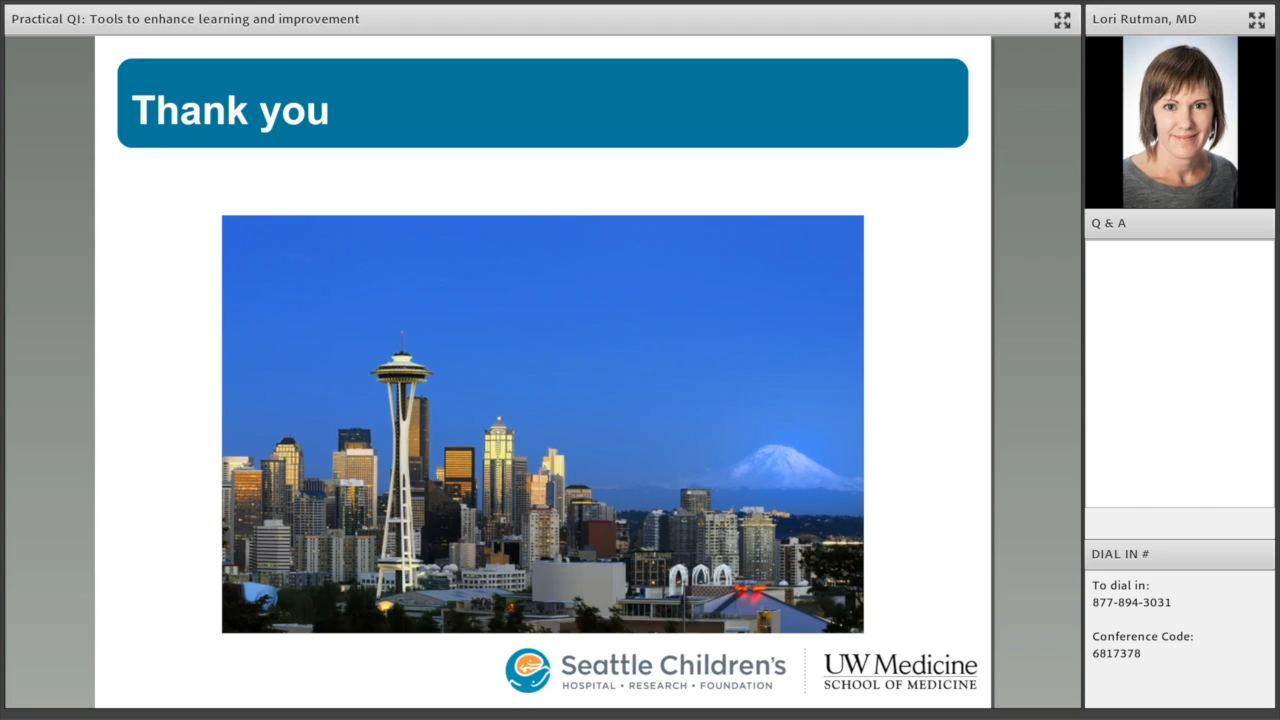 Practical QI: Tools to enhance learning and improvement
Lori Rutman, MD
Thank you
Q & A
DIAL IN #
To dial in:
877-894-3031
Conference Code:
6817378
Seattle Children's
HOSPITAL • RESEARCH • FOUNDATION
UW Medicine
SCHOOL OF MEDICINE